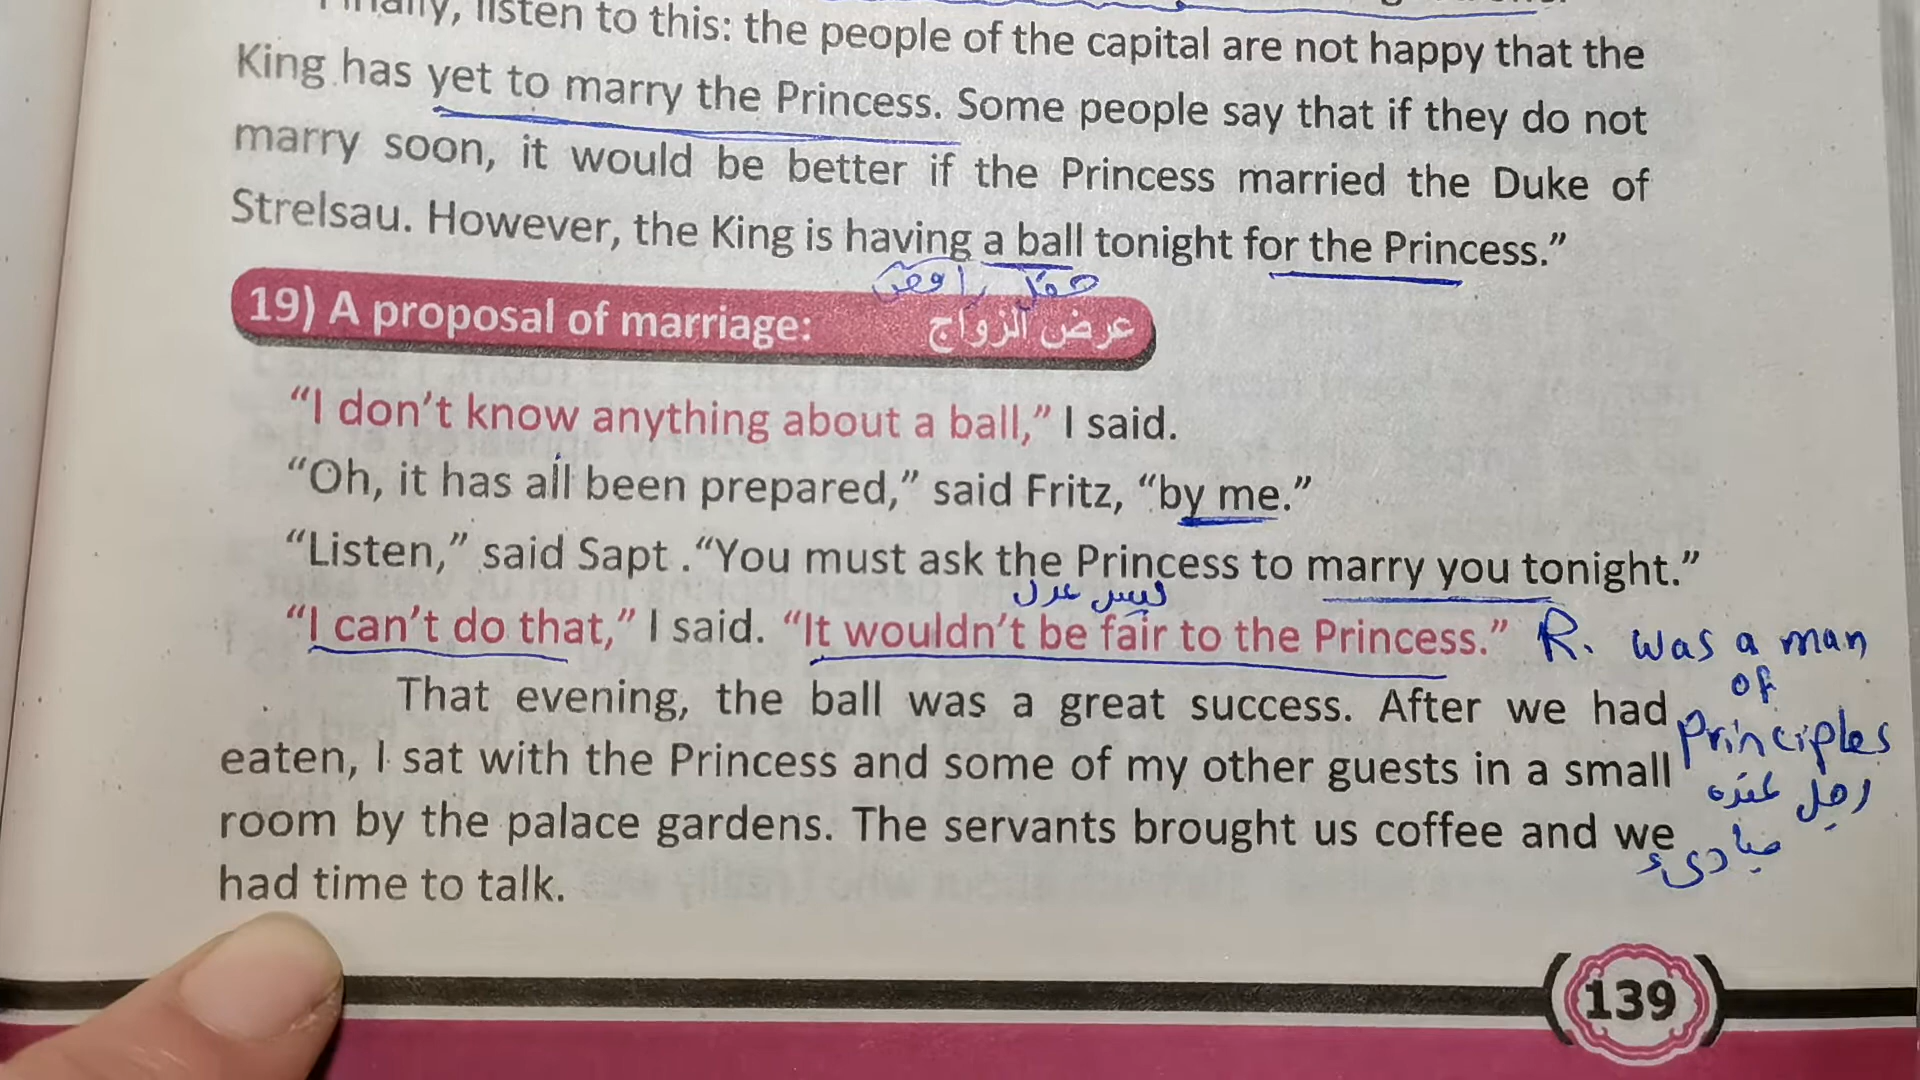 Finally, listen to this: the people of the capital are not happy that the
King has yet to marry the Princess. Some people say that if they do not
marry soon, it would be better if the Princess married the Duke of
Strelsau. However, the King is having a ball tonight for the Princess.”
حفل راقص
19) A proposal of marriage: عرض الزواج
“I don’t know anything about a ball,” I said.
“Oh, it has all been prepared,” said Fritz, “by me.”
“Listen,” said Sapt .“You must ask the Princess to marry you tonight.”
ليس عدل
“I can’t do that,” I said. “It wouldn’t be fair to the Princess.” R. was a man
of
That evening, the ball was a great success. After we had
principles
eaten, I sat with the Princess and some of my other guests in a small
رجل عنده
room by the palace gardens. The servants brought us coffee and we
مبادئ
had time to talk.
139